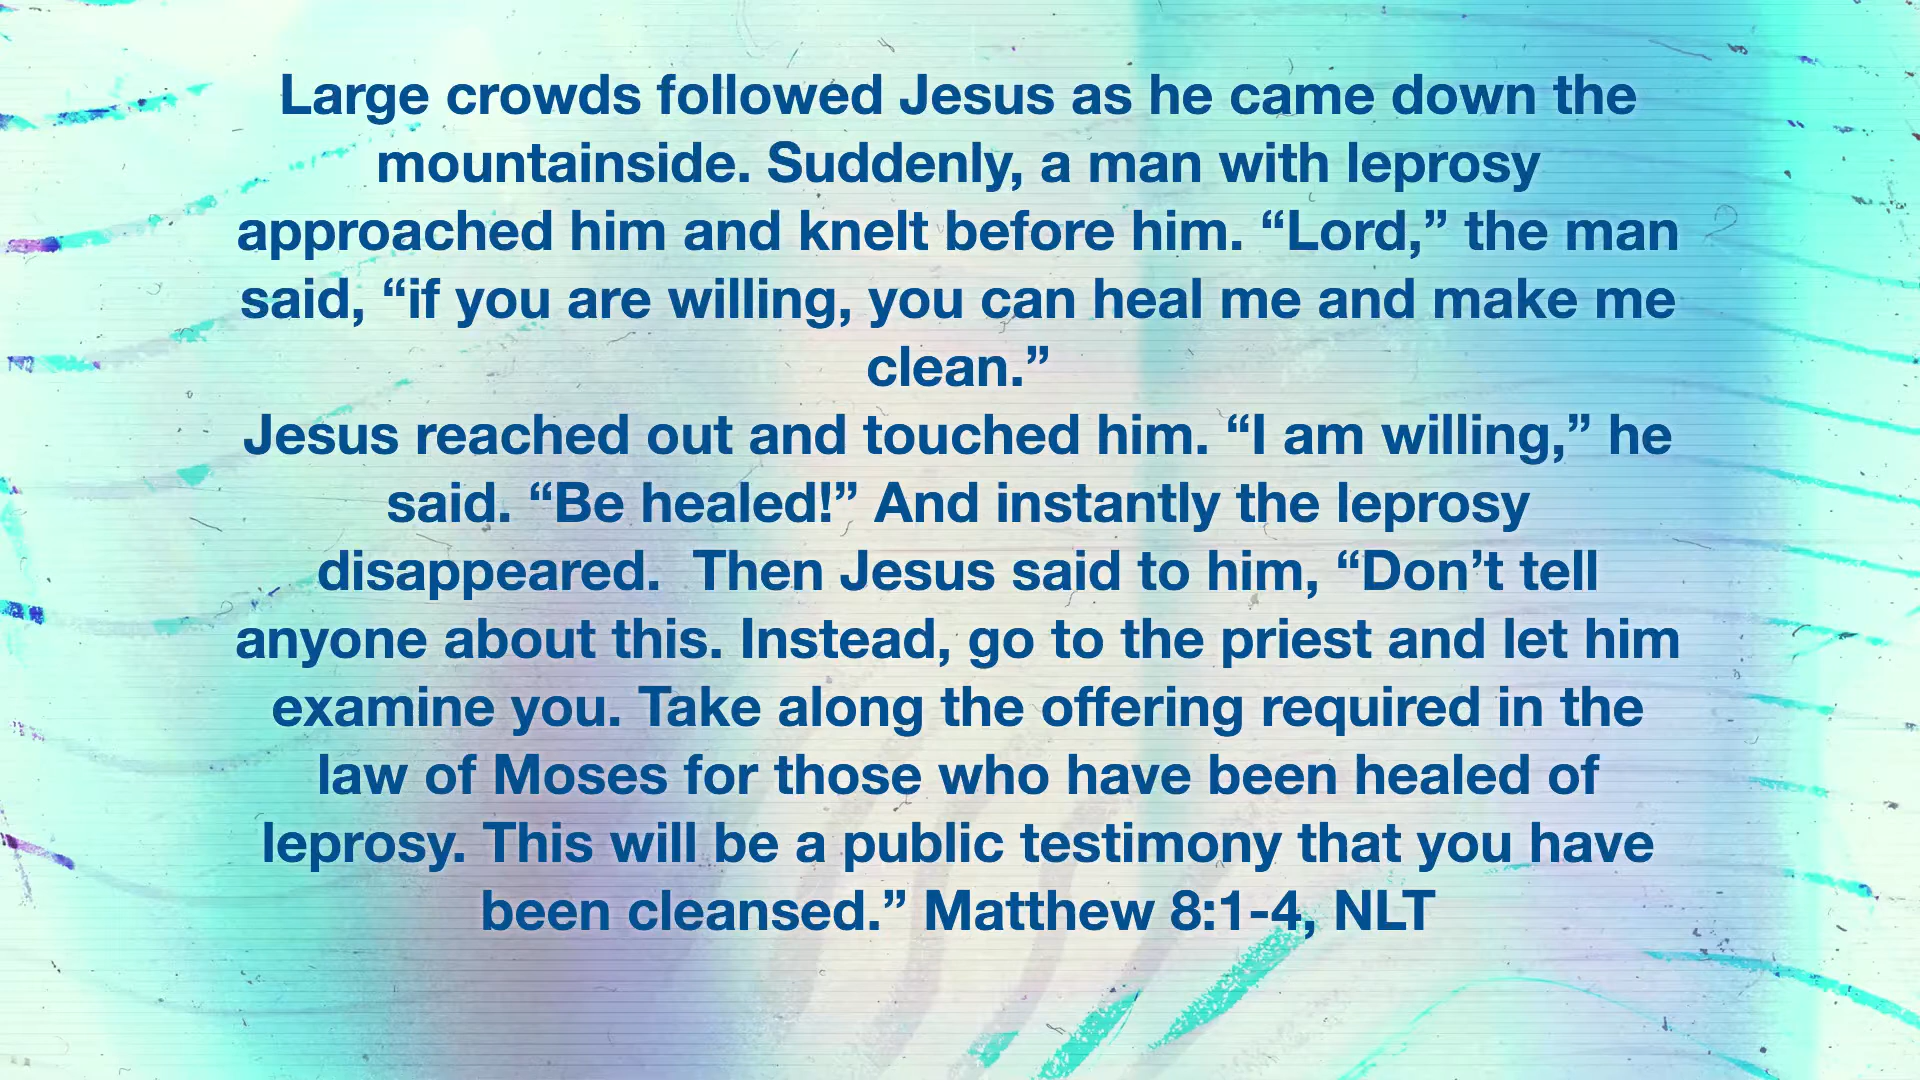 Large crowds followed Jesus as he came down the
mountainside. Suddenly, a man with leprosy
approached him and knelt before him. “Lord,” the man
said, “if you are willing, you can heal me and make me
clean.”
Jesus reached out and touched him. “I am willing,” he
said. “Be healed!” And instantly the leprosy
disappeared.  Then Jesus said to him, “Don’t tell
anyone about this. Instead, go to the priest and let him
examine you. Take along the offering required in the
law of Moses for those who have been healed of
leprosy. This will be a public testimony that you have
been cleansed.” Matthew 8:1-4, NLT